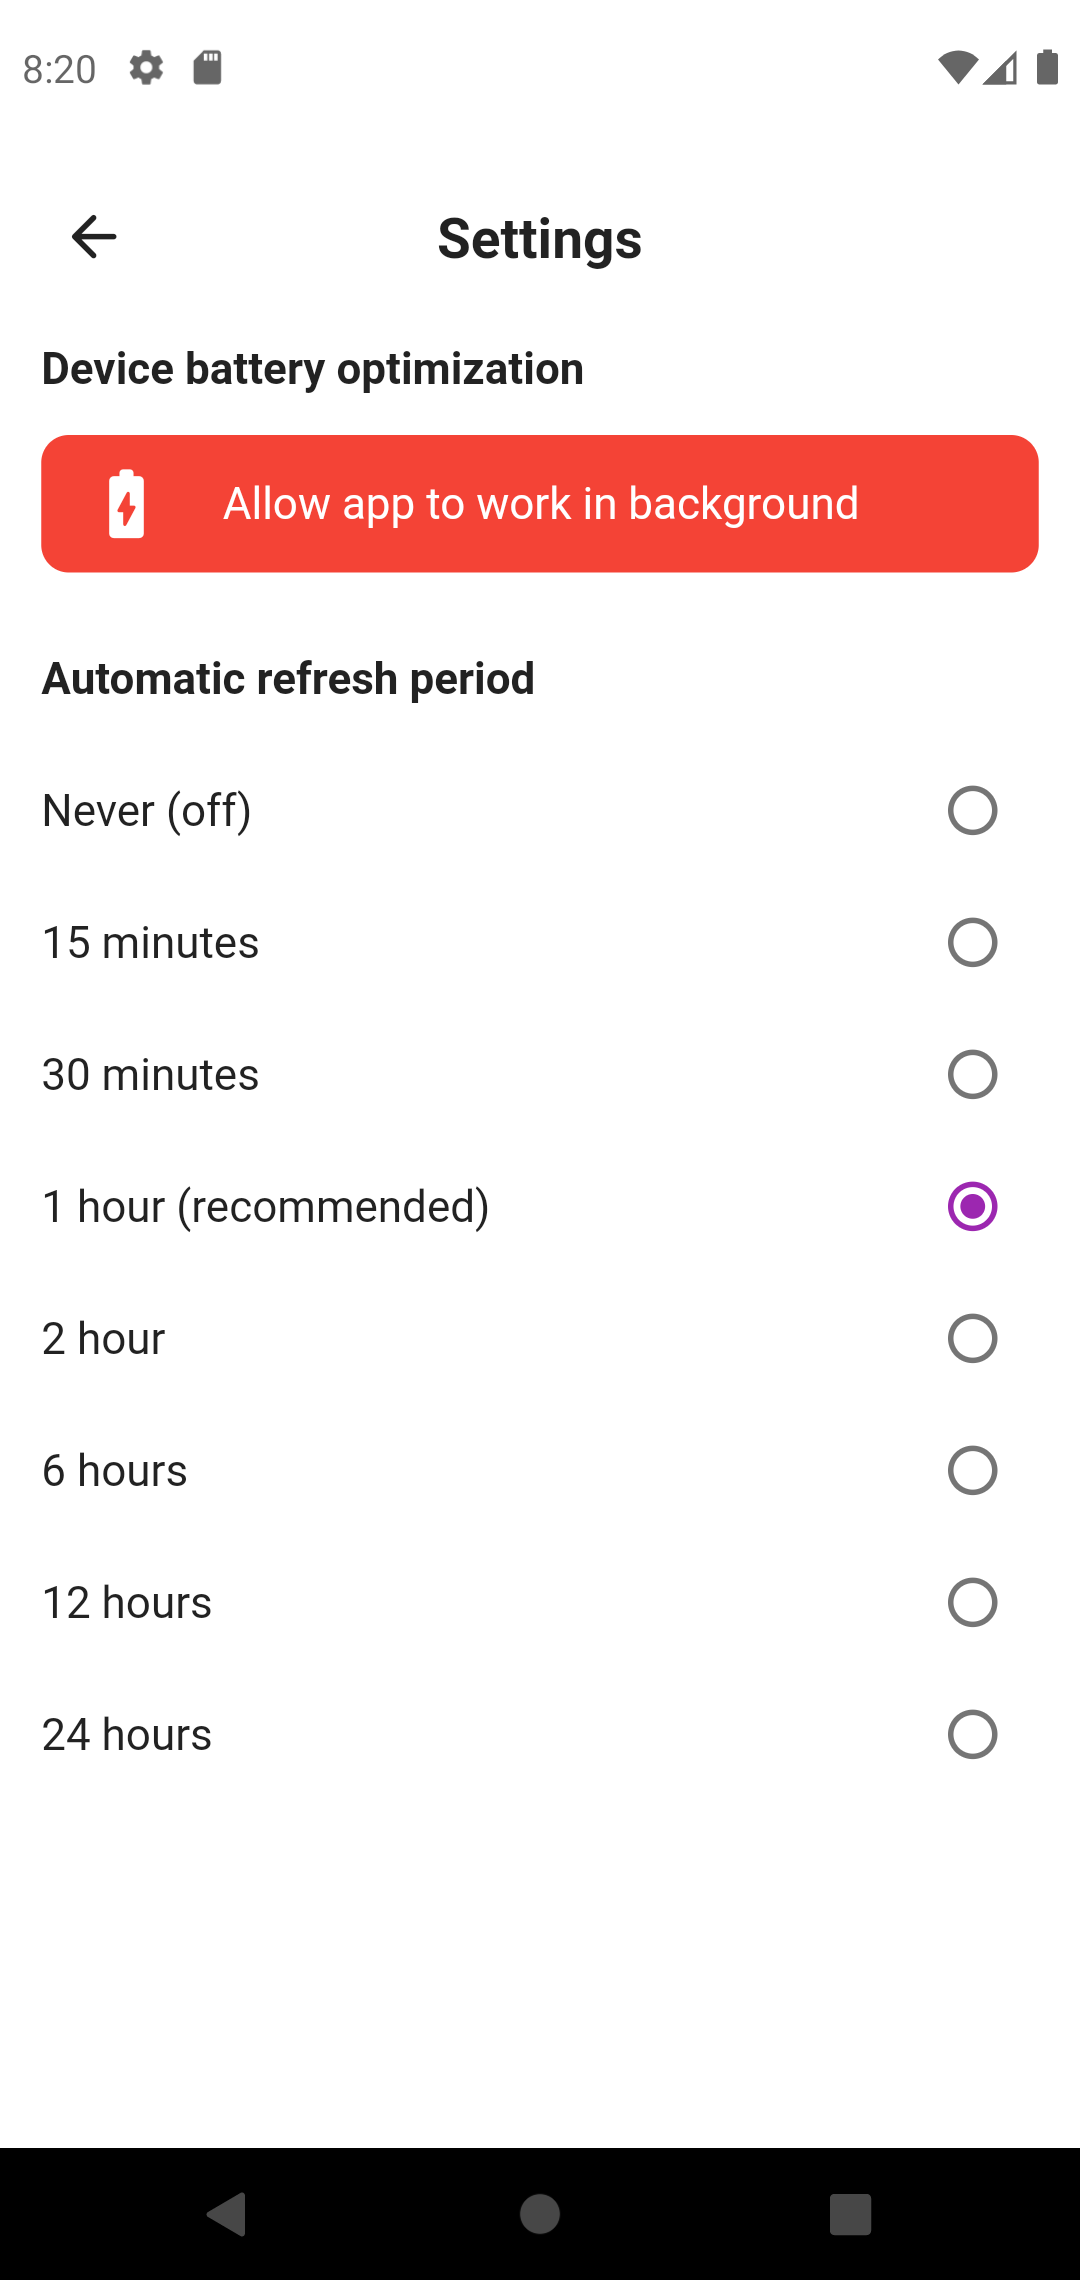 8:20
Settings
Device battery optimization
Allow app to work in background
Automatic refresh period
Never (off)
15 minutes
30 minutes
1 hour (recommended)
2 hour
6 hours
12 hours
24 hours